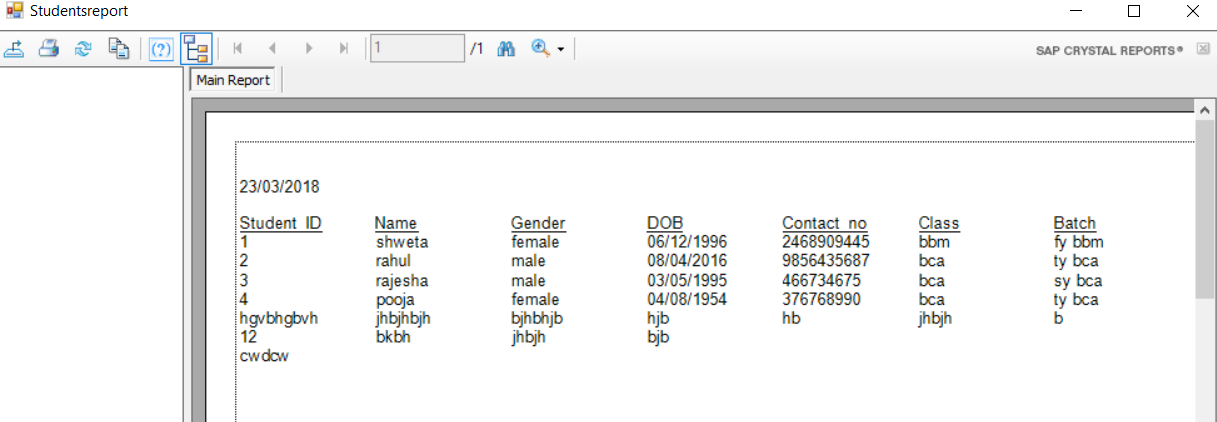 Studentsreport
(?) 1 /1 SAP CRYSTAL REPORTS®
Main Report
23/03/2018
Student_ID Name Gender DOB Contact_no Class Batch
1 shweta female 06/12/1996 2468909445 bbm fy bbm
2 rahul male 08/04/2016 9856435687 bca ty bca
3 rajesha male 03/05/1995 466734675 bca sy bca
4 pooja female 04/08/1954 376768990 bca ty bca
hgvbhgbvh jhbjhbjh bjhbhjb hjb hb jhbjh b
12 bkbh jhbjh bjb
cwdcw